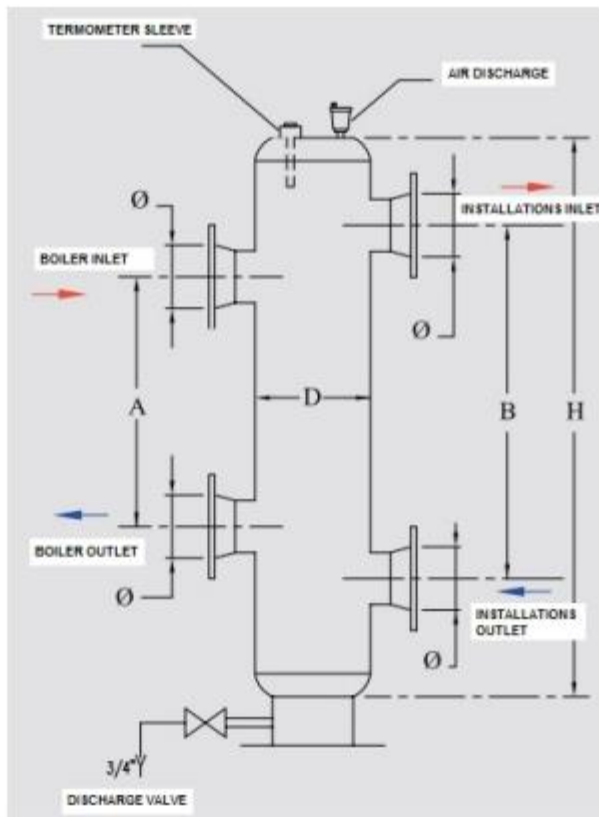 TERMOMETER SLEEVE
AIR DISCHARGE
Ø
INSTALLATIONS INLET
BOILER INLET
Ø
A
D
B
H
BOILER OUTLET
Ø
INSTALLATIONS
OUTLET
Ø
3/4"
DISCHARGE VALVE